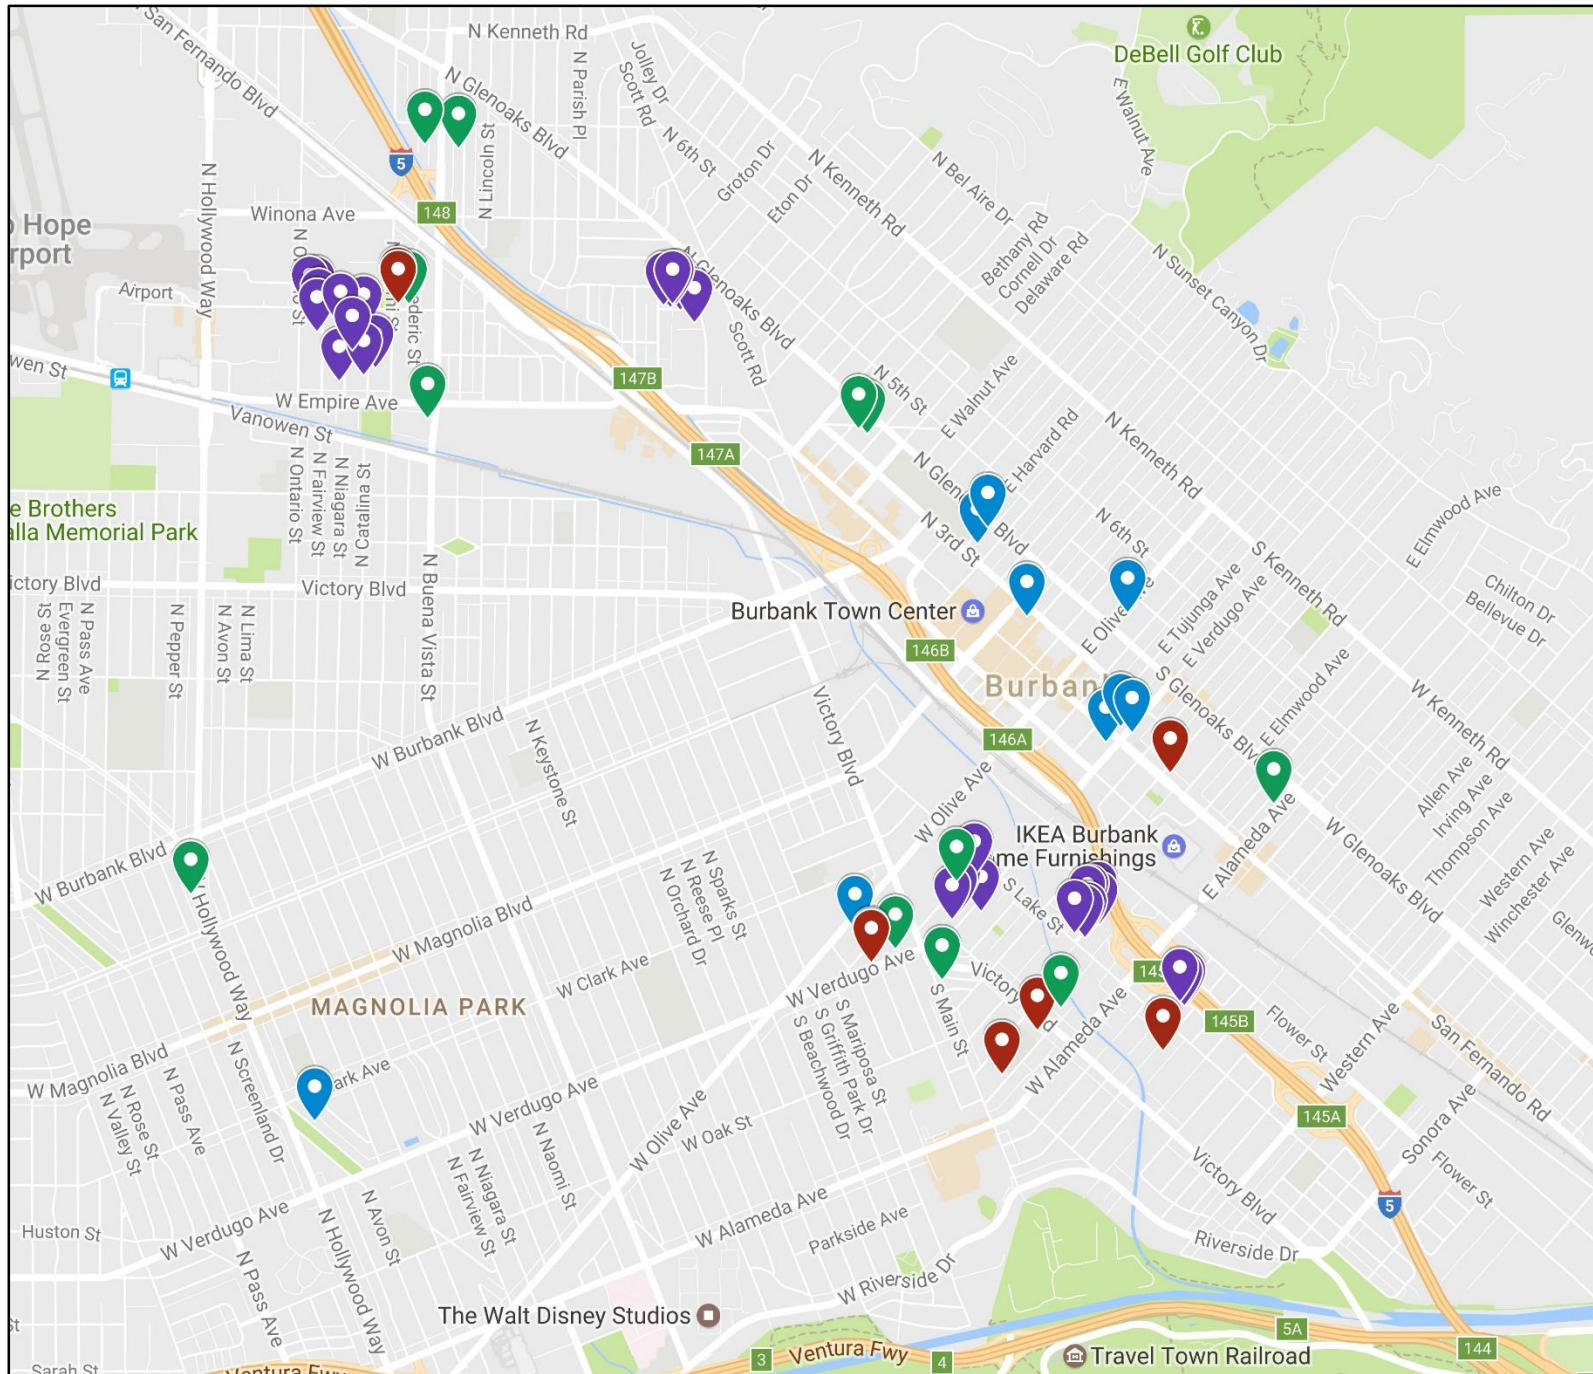 N San Fernando Blvd
N Kenneth Rd
DeBell Golf Club
Jolley Dr
Scott Rd
N Parish Pl
N Glenoaks Blvd
E Walnut Ave
N 6th St
Groton Dr
Eton Dr
N Lincoln St
5
N Hollywood Way
N Kenneth Rd
N Bel Aire Dr
Winona Ave
148
Bethany Rd
Cornell Dr
Delaware Rd
Hope
N Sunset Canyon Dr
N Glenoaks Blvd
Airport
Scott Rd
147B
N 5th St
E Walnut Ave
W Empire Ave
Vanowen St
147A
E Harvard Rd
N Kenneth Rd
N Ontario St
N Fairview St
N Niagara St
N Catalina St
N 3rd St
N 6th St
E Elmwood Ave
e Brothers
alla Memorial Park
N Buena Vista St
Victory Blvd
S Kenneth Rd
Chilton Dr
Bellevue Dr
Burbank Town Center
E Tujunga Ave
E Verdugo Ave
N Pass Ave
Evergreen St
N Rose St
N Pepper St
N Avon St
N Lima St
146B
S Glenoaks Blvd
E Elmwood Ave
W Kenneth Rd
Victory Blvd
W Burbank Blvd
N Keystone St
146A
Allen Ave
Irving Ave
Thompson Ave
W Olive Ave
IKEA Burbank
me Furnishings
E Alameda Ave
W Glenoaks Blvd
Western Ave
Winchester Ave
W Burbank Blvd
N Sparks St
N Reese Pl
N Orchard Dr
S Lake St
W Magnolia Blvd
N Hollywood Way
W Clark Ave
W Verdugo Ave
MAGNOLIA PARK
S Main St
W Alameda Ave
145B
Flower St
Western Ave
San Fernando Rd
S Mariposa St
S Griffith Park Dr
S Beachwood Dr
W Magnolia Blvd
N Screenland Dr
N Rose St
N Valley St
N Pass Ave
W Verdugo Ave
W Olive Ave
W Oak St
145A
Sonora Ave
Flower St
N Naomi St
N Niagara St
N Fairview St
Victory Blvd
5
N Avon St
W Alameda Ave
Parkside Ave
Huston St
W Verdugo Ave
N Pass Ave
N Hollywood Way
Riverside Dr
W Riverside Dr
The Walt Disney Studios
5A
144
3
Ventura Fwy
4
Travel Town Railroad
Sarah St
Ventura Fwy